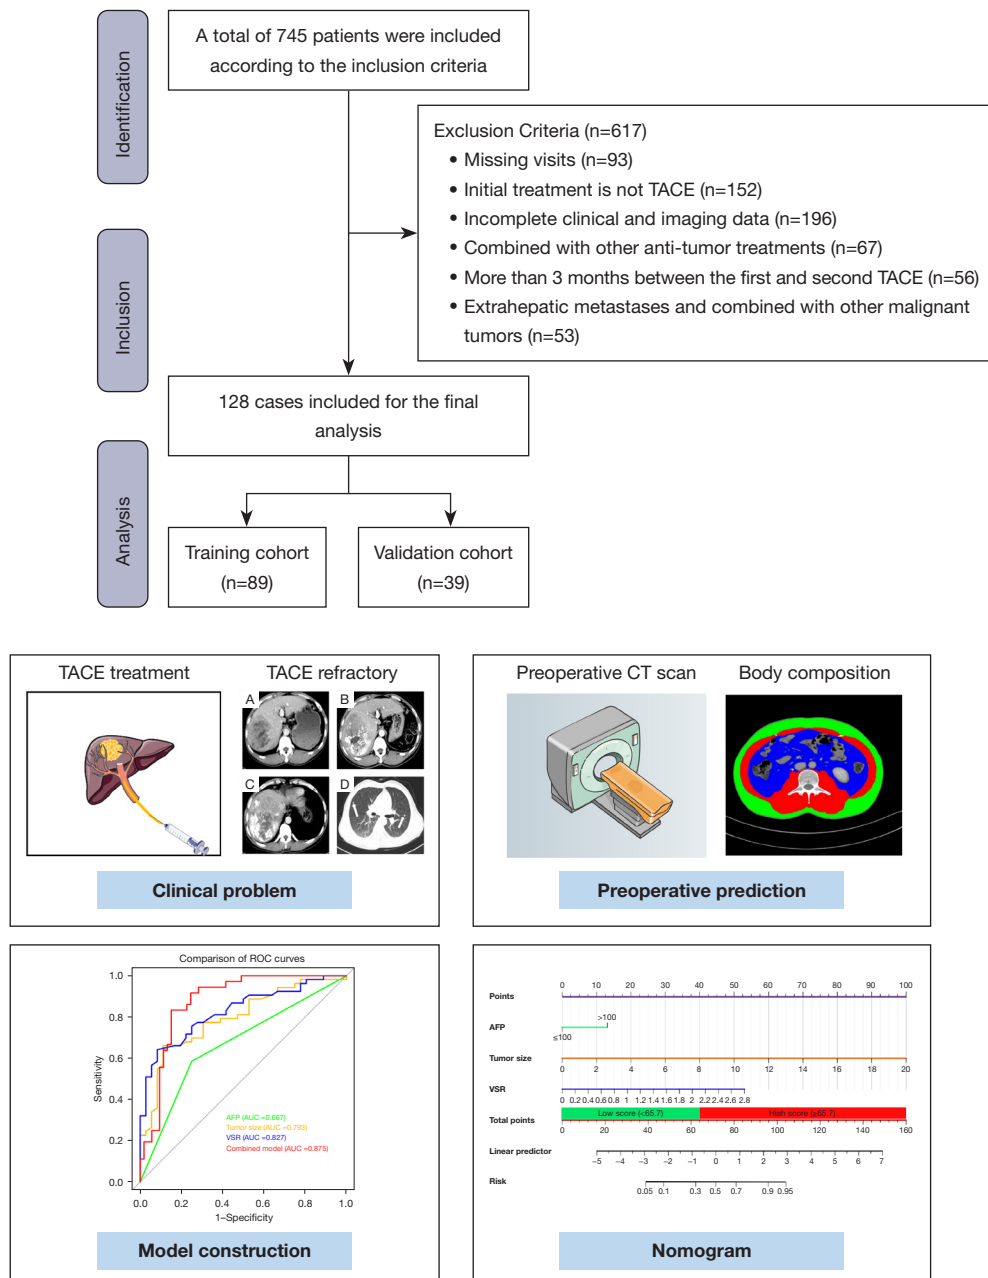 Identification
A total of 745 patients were included
according to the inclusion criteria
Exclusion Criteria (n=617)
• Missing visits (n=93)
• Initial treatment is not TACE (n=152)
• Incomplete clinical and imaging data (n=196)
• Combined with other anti-tumor treatments (n=67)
• More than 3 months between the first and second TACE (n=56)
• Extrahepatic metastases and combined with other malignant
tumors (n=53)
Inclusion
128 cases included for the final
analysis
Analysis
Training cohort
(n=89)
Validation cohort
(n=39)
TACE treatment
TACE refractory
A
B
C
D
Clinical problem
Preoperative CT scan
Body composition
Preoperative prediction
Comparison of ROC curves
Sensitivity
1.0
0.8
0.6
0.4
0.2
0.0
AFP (AUC =0.667)
Tumor size (AUC =0.793)
VSR (AUC =0.827)
Combined model (AUC =0.875)
0.0 0.2 0.4 0.6 0.8 1.0
1–Specificity
Model construction
0 10 20 30 40 50 60 70 80 90 100
Points
>100
AFP
≤100
Tumor size
0 2 4 6 8 10 12 14 16 18 20
VSR
0 0.2 0.4 0.6 0.8 1 1.2 1.4 1.6 1.8 2 2.2 2.4 2.6 2.8
Low score (<65.7) High score (≥65.7)
Total points
0 20 40 60 80 100 120 140 160
Linear predictor
–5 –4 –3 –2 –1 0 1 2 3 4 5 6 7
Risk
0.05 0.1 0.3 0.5 0.7 0.9 0.95
Nomogram